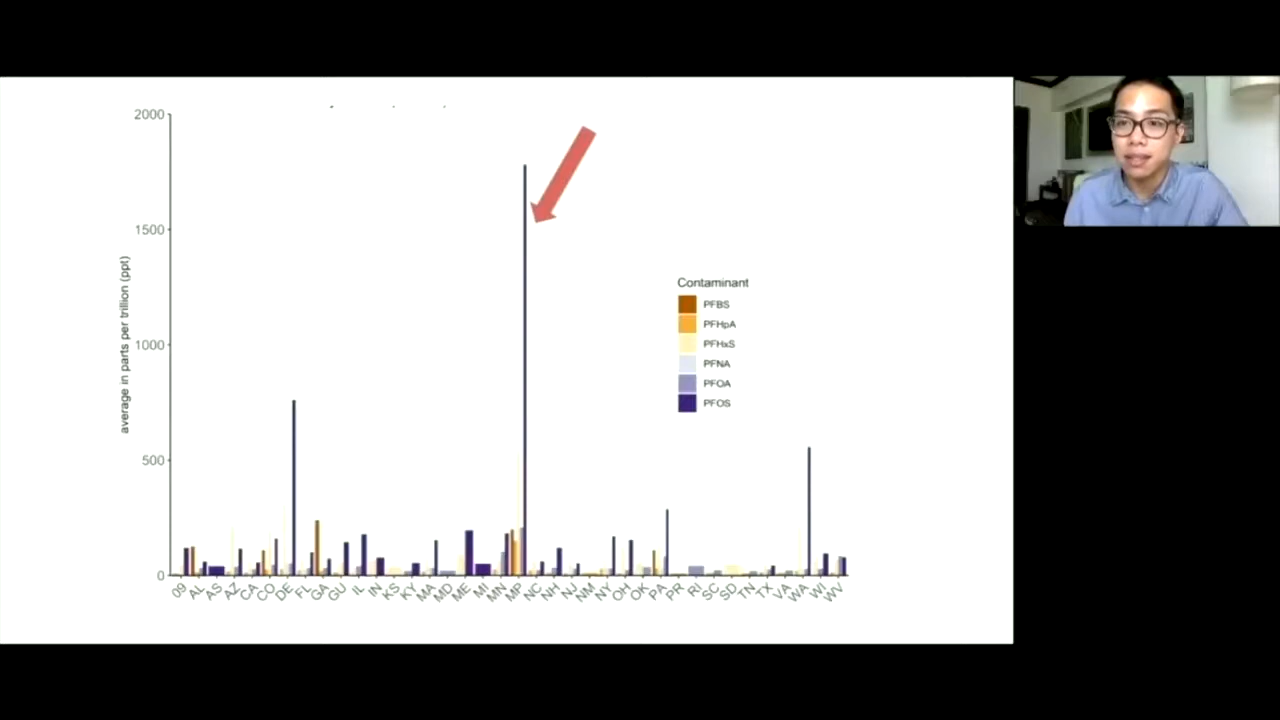 2000
1500
1000
500
0
average in parts per trillion (ppt)
Contaminant
PFBS
PFHpA
PFHxS
PFNA
PFOA
PFOS
09 AL AS AZ CA CO DE FL GA GU IL IN KS KY MA MD ME MI MN MP NC NH NJ NM NY OH OK PA PR RI SC SD TN TX VA WA WI WV